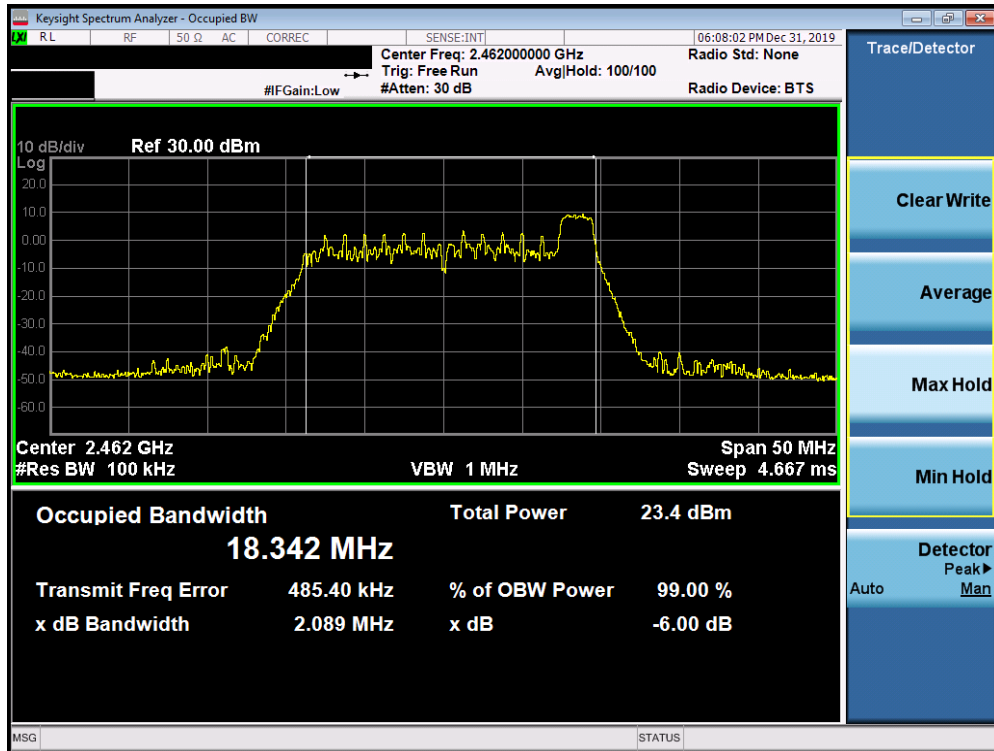 Keysight Spectrum Analyzer - Occupied BW
LXI RL RF 50 Ω AC CORREC SENSE:INT 06:08:02 PM Dec 31, 2019
Center Freq: 2.462000000 GHz Radio Std: None
Trig: Free Run Avg|Hold: 100/100
#IFGain:Low #Atten: 30 dB Radio Device: BTS
Trace/Detector
10 dB/div Ref 30.00 dBm
Log
20.0
10.0
0.00
-10.0
-20.0
-30.0
-40.0
-50.0
-60.0
Center 2.462 GHz Span 50 MHz
#Res BW 100 kHz VBW 1 MHz Sweep 4.667 ms
Occupied Bandwidth Total Power 23.4 dBm
18.342 MHz
Transmit Freq Error 485.40 kHz % of OBW Power 99.00 %
x dB Bandwidth 2.089 MHz x dB -6.00 dB
Clear Write
Average
Max Hold
Min Hold
Detector
Peak▶
Auto Man
MSG STATUS